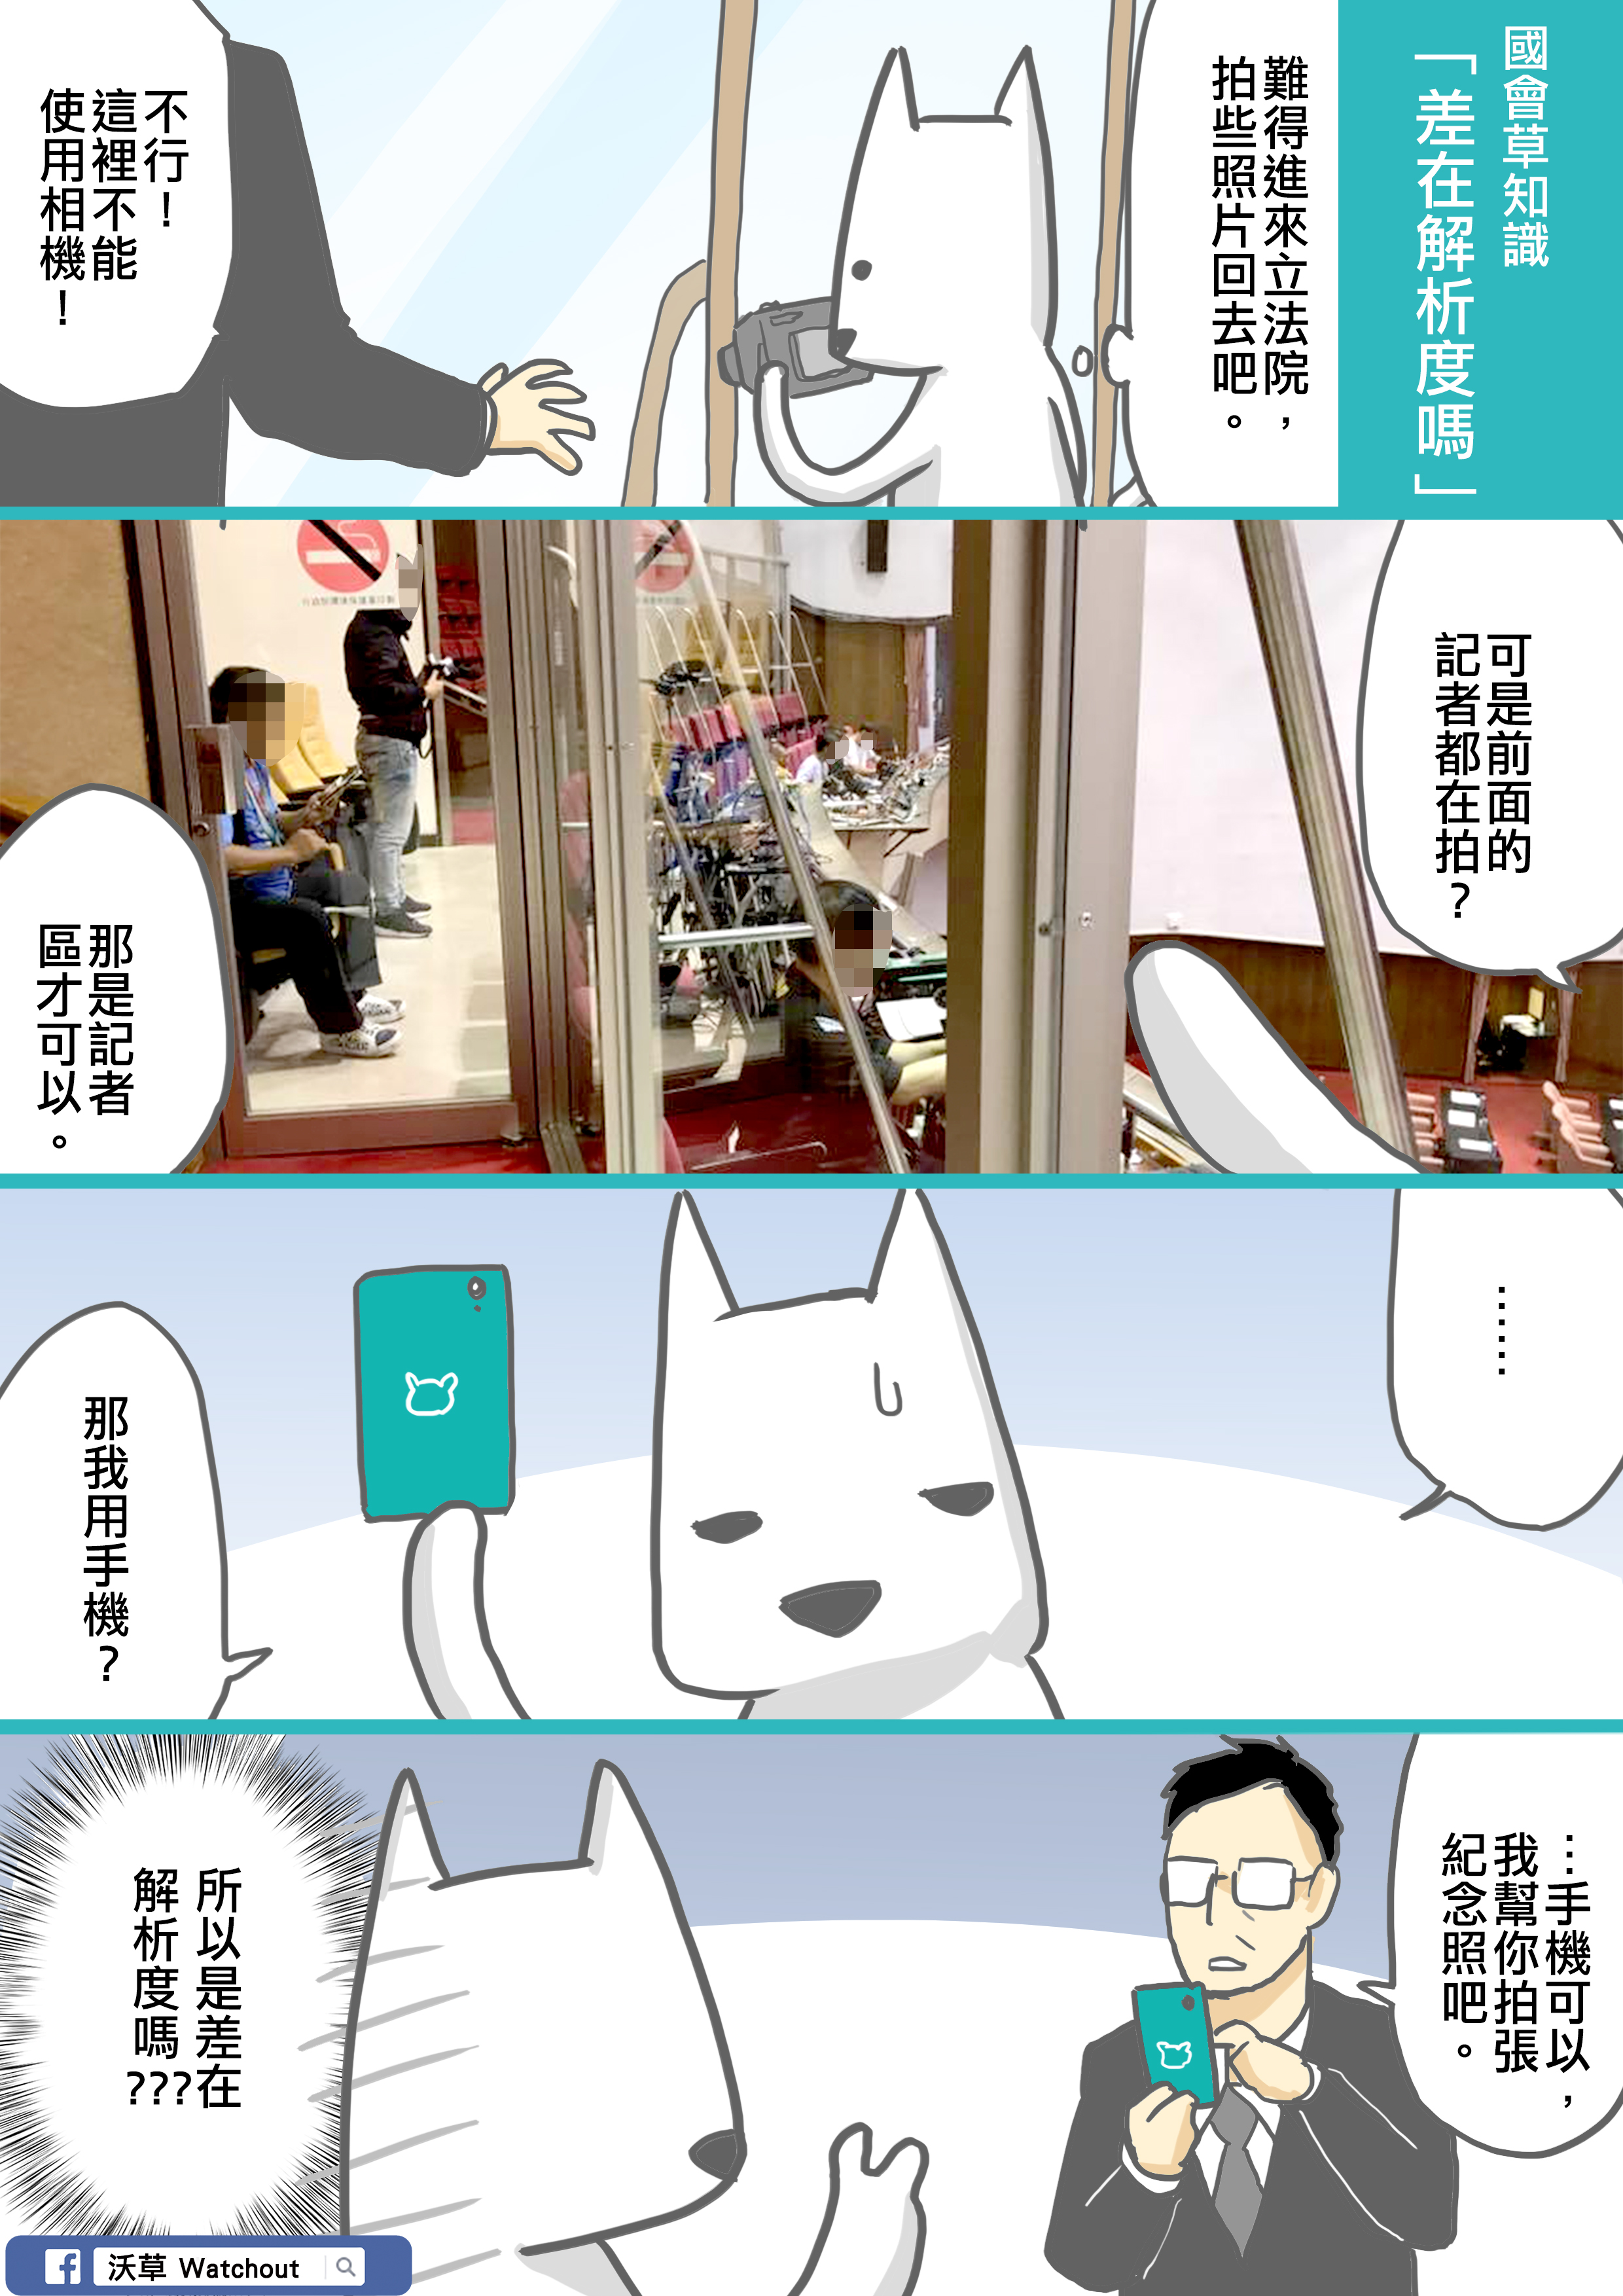 國會草知識
「差在解析度嗎」
難得進來立法院，
拍些照片回去吧。
不行！
這裡不能
使用相機！
可是前面的
記者都在拍？
那是記者
區才可以。
……
那我用手機？
…手機可以，
我幫你拍張
紀念照吧。
所以是差在
解析度嗎???
沃草 Watchout